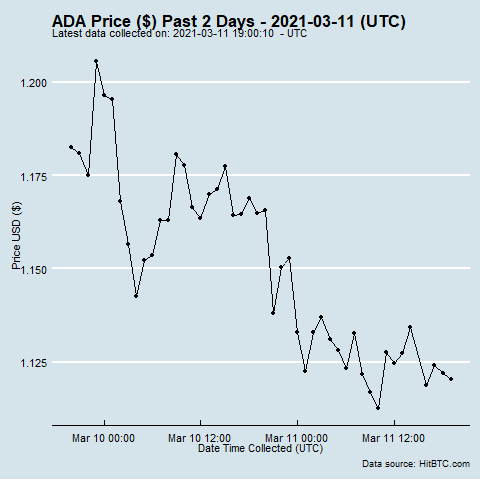 ADA Price ($) Past 2 Days - 2021-03-11 (UTC)
Latest data collected on: 2021-03-11 19:00:10 - UTC
1.200
1.175
1.150
1.125
Price USD ($)
Mar 10 00:00 Mar 10 12:00 Mar 11 00:00 Mar 11 12:00
Date Time Collected (UTC)
Data source: HitBTC.com